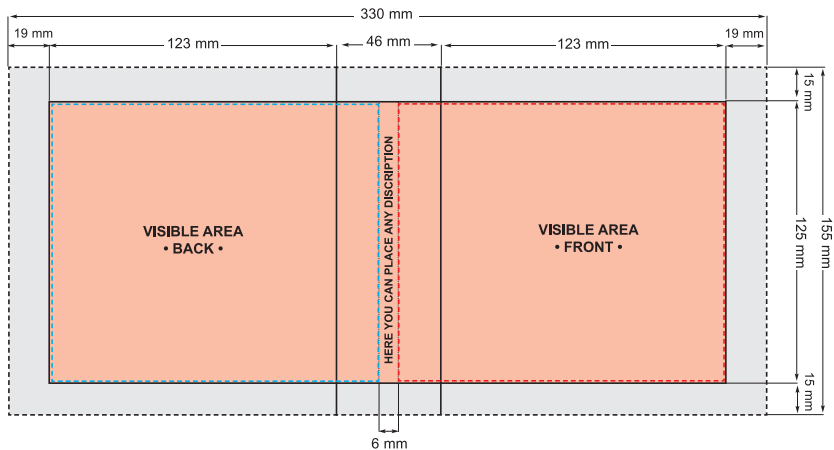 330 mm
19 mm
123 mm
46 mm
123 mm
19 mm
15 mm
VISIBLE AREA
• BACK •
HERE YOU CAN PLACE ANY DISCRIPTION
VISIBLE AREA
• FRONT •
125 mm
155 mm
15 mm
6 mm